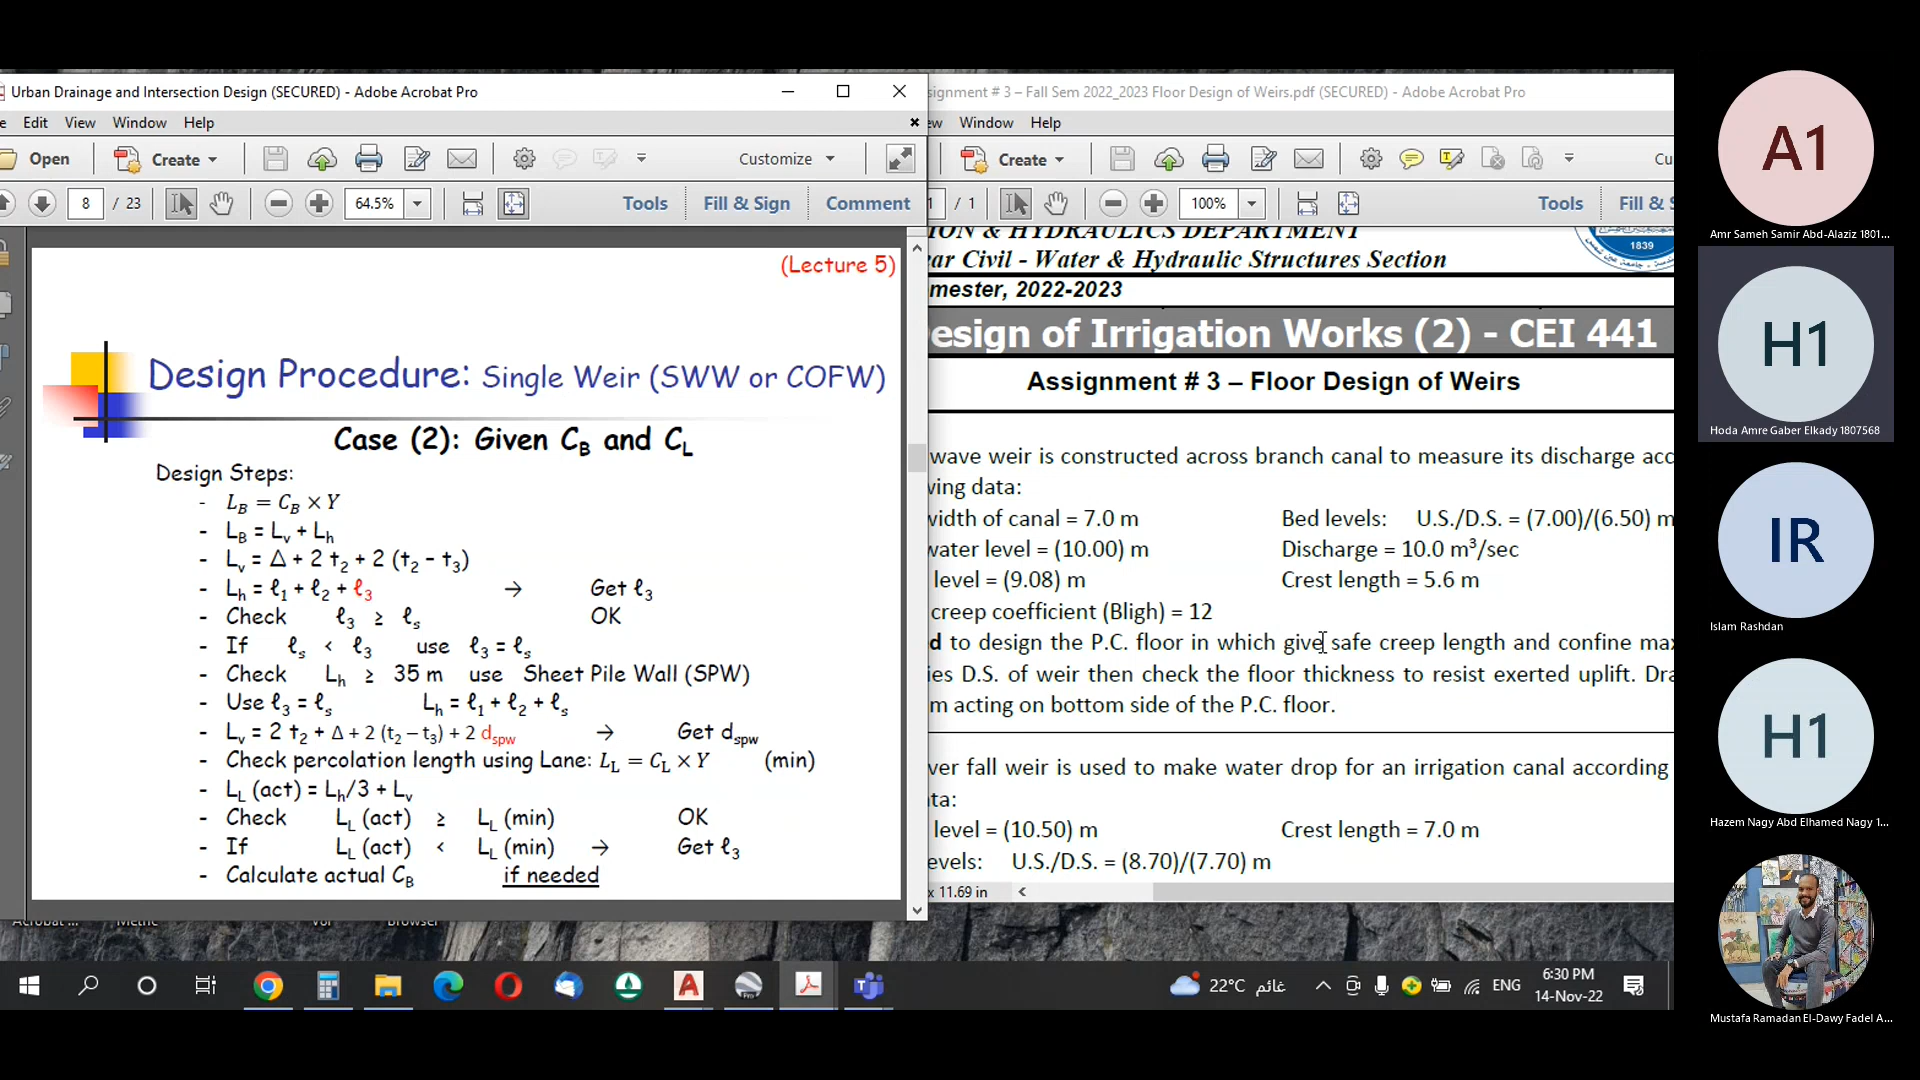 Urban Drainage and Intersection Design (SECURED) - Adobe Acrobat Pro
Edit View Window Help
Open Create Customize
8 / 23 64.5% Tools Fill & Sign Comment
(Lecture 5)
Design Procedure: Single Weir (SWW or COFW)
Case (2): Given C_B and C_L
Design Steps:
- L_B = C_B × Y
- L_B = L_v + L_h
- L_v = Δ + 2 t_2 + 2 (t_2 – t_3)
- L_h = ℓ_1 + ℓ_2 + ℓ_3 → Get ℓ_3
- Check ℓ_3 ≥ ℓ_s OK
- If ℓ_s < ℓ_3 use ℓ_3 = ℓ_s
- Check L_h ≥ 35 m use Sheet Pile Wall (SPW)
- Use ℓ_3 = ℓ_s L_h = ℓ_1 + ℓ_2 + ℓ_s
- L_v = 2 t_2 + Δ + 2 (t_2 – t_3) + 2 d_spw → Get d_spw
- Check percolation length using Lane: L_L = C_L × Y (min)
- L_L (act) = L_h/3 + L_v
- Check L_L (act) ≥ L_L (min) OK
- If L_L (act) < L_L (min) → Get ℓ_3
- Calculate actual C_B if needed
signment # 3 – Fall Sem 2022_2023 Floor Design of Weirs.pdf (SECURED) - Adobe Acrobat Pro
ew Window Help
Create Cu
1 / 1 100% Tools Fill & S
ION & HYDRAULICS DEPARTMENT
ar Civil - Water & Hydraulic Structures Section
mester, 2022-2023
1839
esign of Irrigation Works (2) - CEI 441
Assignment # 3 – Floor Design of Weirs
wave weir is constructed across branch canal to measure its discharge acc
wing data:
width of canal = 7.0 m Bed levels: U.S./D.S. = (7.00)/(6.50) m
water level = (10.00) m Discharge = 10.0 m³/sec
level = (9.08) m Crest length = 5.6 m
creep coefficient (Bligh) = 12
d to design the P.C. floor in which give safe creep length and confine max
ies D.S. of weir then check the floor thickness to resist exerted uplift. Dra
m acting on bottom side of the P.C. floor.
ver fall weir is used to make water drop for an irrigation canal according
ta:
level = (10.50) m Crest length = 7.0 m
evels: U.S./D.S. = (8.70)/(7.70) m
x 11.69 in
Acrobat ... Metric Browser
22°C غائم ENG 6:30 PM
14-Nov-22
A1
Amr Sameh Samir Abd-Alaziz 1801...
H1
Hoda Amre Gaber Elkady 1807568
IR
Islam Rashdan
H1
Hazem Nagy Abd Elhamed Nagy 1...
Mustafa Ramadan El-Dawy Fadel A...